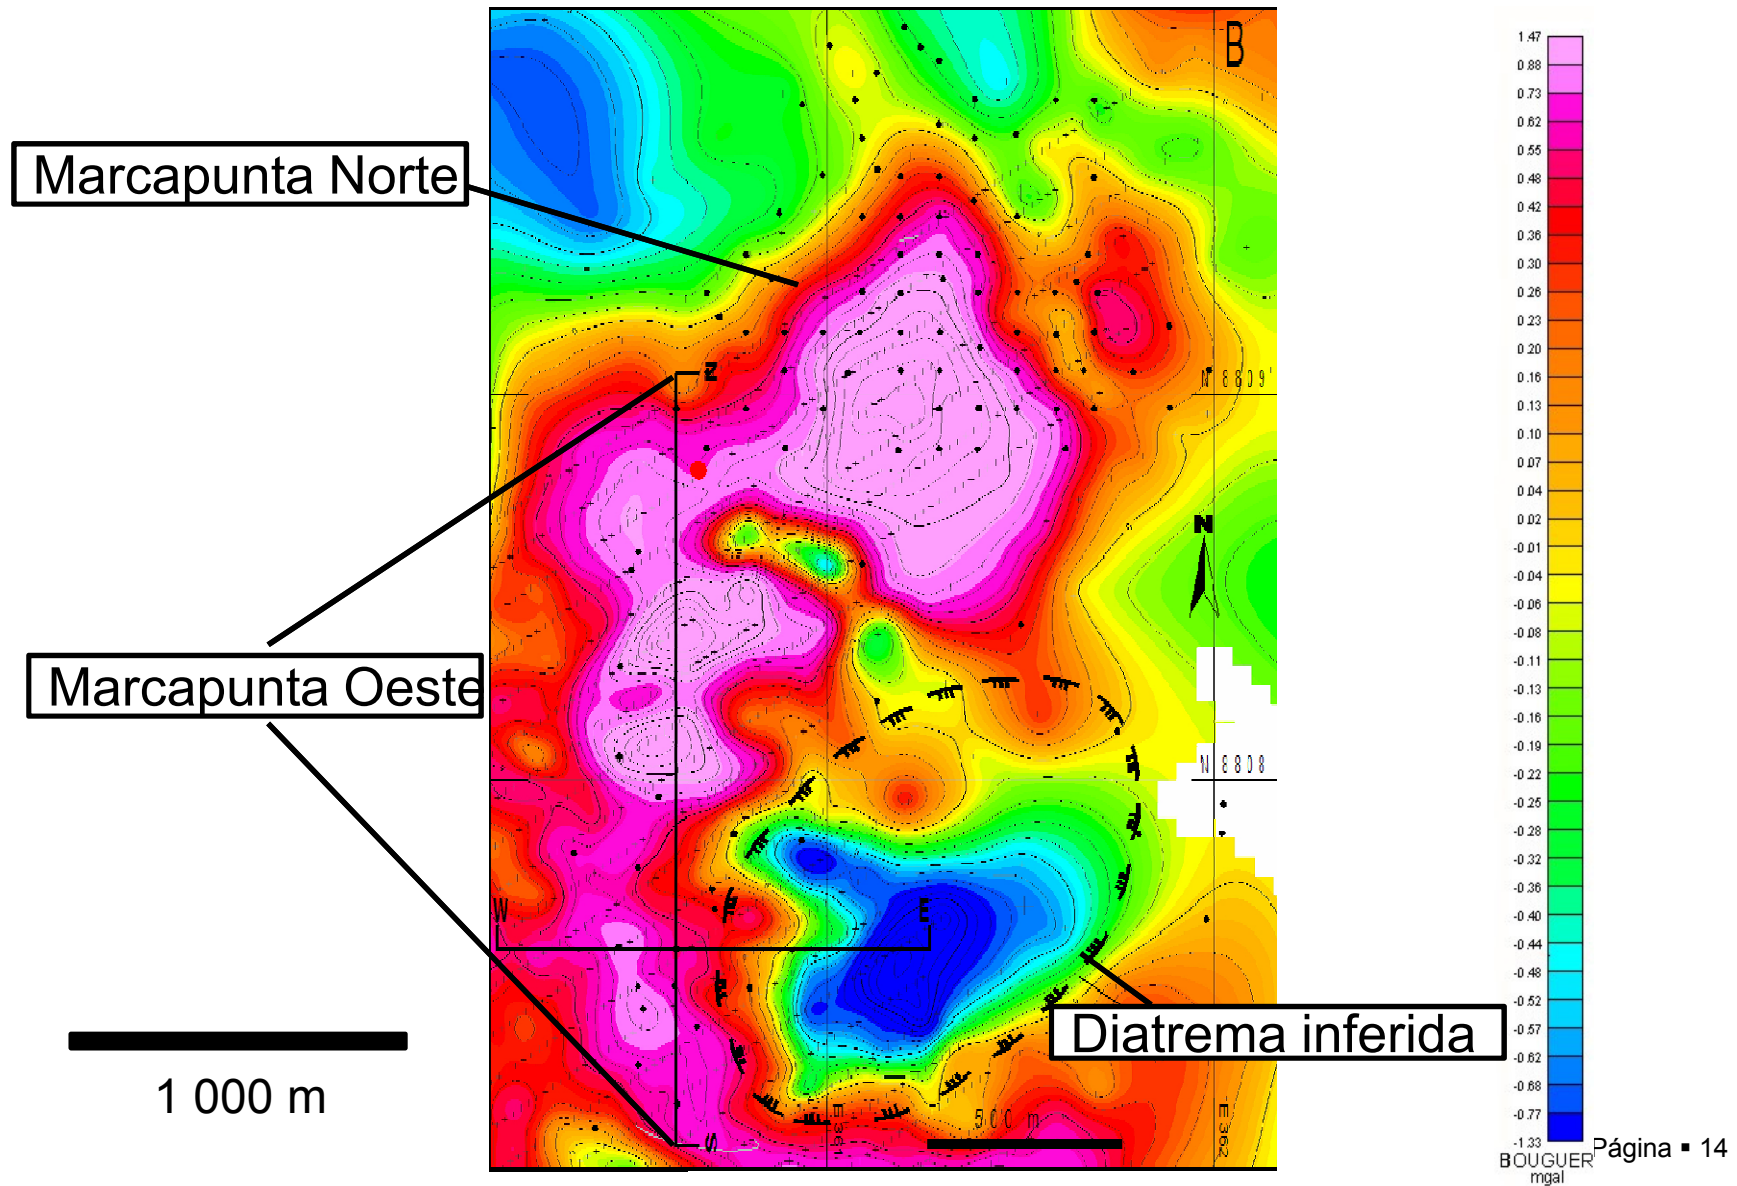 B
Marcapunta Norte
N
N 8809
N
Marcapunta Oeste
N 8808
W
E
Diatrema inferida
1 000 m
500 m
E 361
E 362
S
1.47
0.88
0.73
0.62
0.55
0.48
0.42
0.36
0.30
0.26
0.23
0.20
0.16
0.13
0.10
0.07
0.04
0.02
-0.01
-0.04
-0.06
-0.08
-0.11
-0.13
-0.16
-0.19
-0.22
-0.25
-0.28
-0.32
-0.36
-0.40
-0.44
-0.48
-0.52
-0.57
-0.62
-0.68
-0.77
-1.33
BOUGUER
mgal
Página ▪ 14